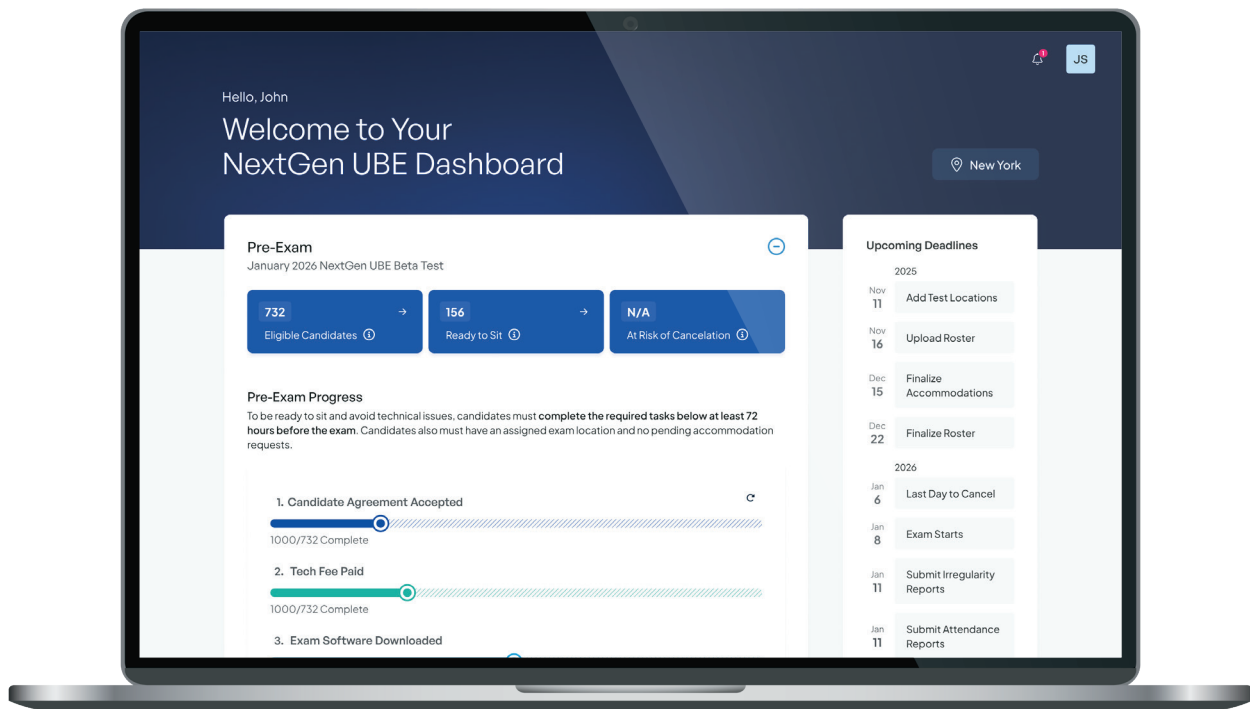 1
JS
Hello, John
Welcome to Your
NextGen UBE Dashboard
New York
Pre-Exam
January 2026 NextGen UBE Beta Test
732
Eligible Candidates
156
Ready to Sit
N/A
At Risk of Cancelation
Pre-Exam Progress
To be ready to sit and avoid technical issues, candidates must complete the required tasks below at least 72
hours before the exam. Candidates also must have an assigned exam location and no pending accommodation
requests.
1. Candidate Agreement Accepted
1000/732 Complete
2. Tech Fee Paid
1000/732 Complete
3. Exam Software Downloaded
Upcoming Deadlines
2025
Nov
11
Add Test Locations
Nov
16
Upload Roster
Dec
15
Finalize
Accommodations
Dec
22
Finalize Roster
2026
Jan
6
Last Day to Cancel
Jan
8
Exam Starts
Jan
11
Submit Irregularity
Reports
Jan
11
Submit Attendance
Reports